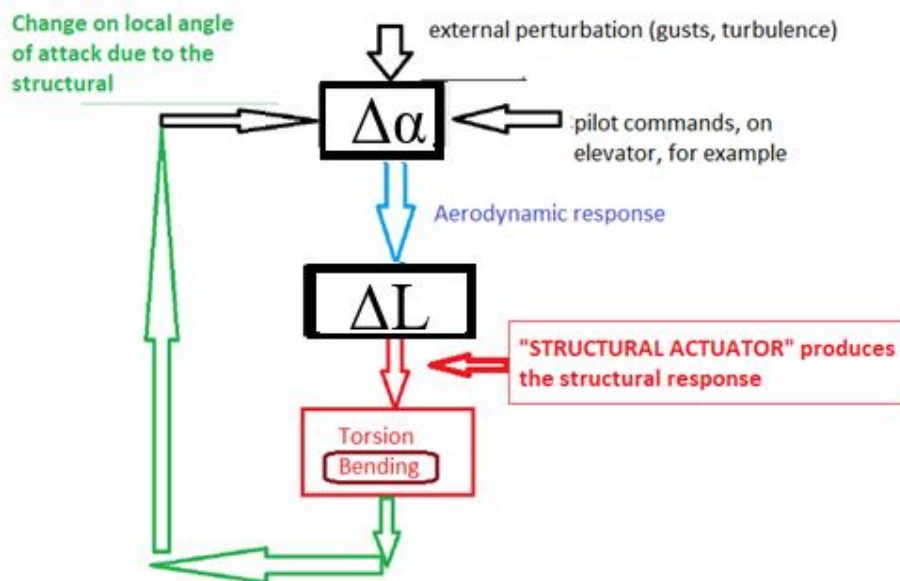 Change on local angle
of attack due to the
structural
external perturbation (gusts, turbulence)
Δα
pilot commands, on
elevator, for example
Aerodynamic response
ΔL
"STRUCTURAL ACTUATOR" produces
the structural response
Torsion
Bending